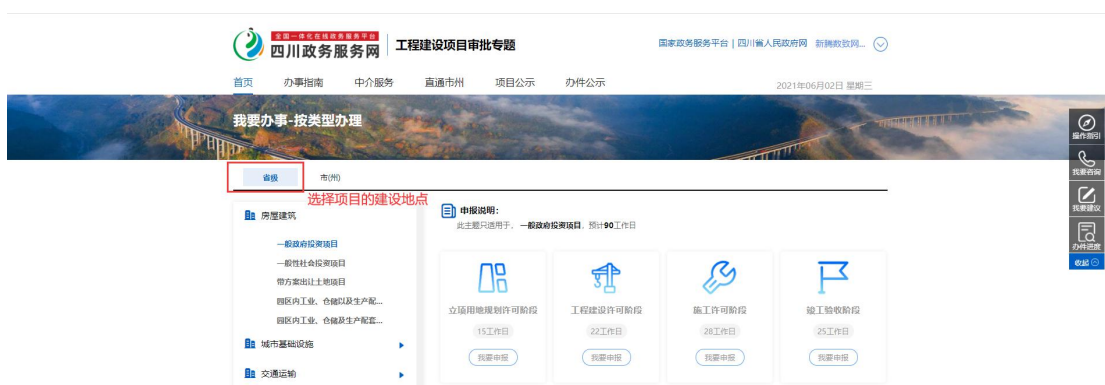 全国一体化在线政务服务平台
四川政务服务网
工程建设项目审批专题
国家政务服务平台 | 四川省人民政府网 新腾数致网...
首页 办事指南 中介服务 直通市州 项目公示 办件公示
2021年06月02日 星期三
我要办事-按类型办理
省级 市(州)
选择项目的建设地点
房屋建筑
一般政府投资项目
一般性社会投资项目
带方案出让土地项目
园区内工业、仓储以及生产配...
园区内工业、仓储及生产配套...
城市基础设施
交通运输
申报说明:
此主题只适用于、一般政府投资项目,预计90工作日
立项用地规划许可阶段
15工作日
我要申报
工程建设许可阶段
22工作日
我要申报
施工许可阶段
28工作日
我要申报
竣工验收阶段
25工作日
我要申报
操作指引
我要咨询
我要建议
办件进度
收起